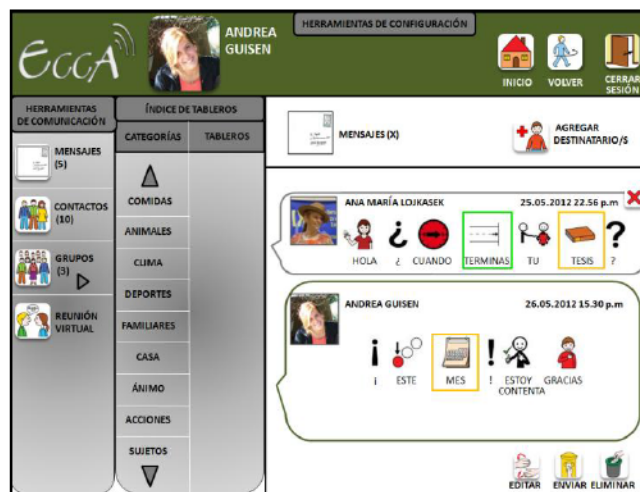 ECCA
ANDREA
GUISEN
HERRAMIENTAS DE CONFIGURACIÓN
INICIO
VOLVER
CERRAR
SESIÓN
HERRAMIENTAS
DE COMUNICACIÓN
MENSAJES
(5)
CONTACTOS
(10)
GRUPOS
(3)
REUNIÓN
VIRTUAL
ÍNDICE DE TABLEROS
CATEGORÍAS TABLEROS
COMIDAS
ANIMALES
CLIMA
DEPORTES
FAMILIARES
CASA
ÁNIMO
ACCIONES
SUJETOS
MENSAJES (X)
AGREGAR
DESTINATARIO/S
ANA MARÍA LOJKASEK 25.05.2012 22.56 p.m
¿ ?
HOLA ¿ CUANDO TERMINAS TU TESIS ?
ANDREA GUISEN 26.05.2012 15.30 p.m
¡ !
¡ ESTE MES ! ESTOY GRACIAS
CONTENTA
EDITAR ENVIAR ELIMINAR